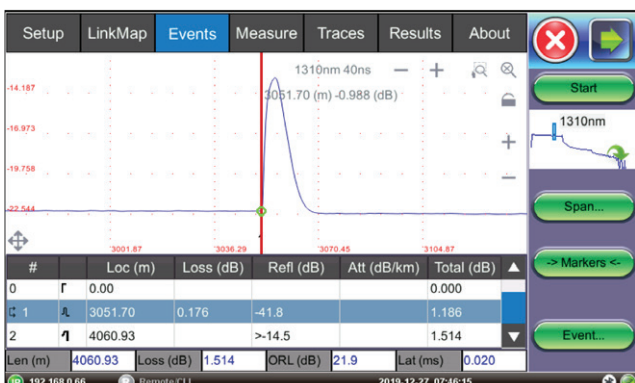 Setup LinkMap Events Measure Traces Results About
1310nm 40ns
3051.70 (m) -0.988 (dB)
-14.187
-16.973
-19.758
-22.544
3001.87 3036.29 3070.45 3104.87
# Loc (m) Loss (dB) Refl (dB) Att (dB/km) Total (dB)
0 0.00 0.000
1 3051.70 0.176 -41.8 1.186
2 4060.93 >-14.5 1.514
Len (m) 4060.93 Loss (dB) 1.514 ORL (dB) 21.9 Lat (ms) 0.020
IP 192.168.0.66 Remote/CLI 2019-12-27 07:46:15
Start
1310nm
Span...
-> Markers <-
Event...